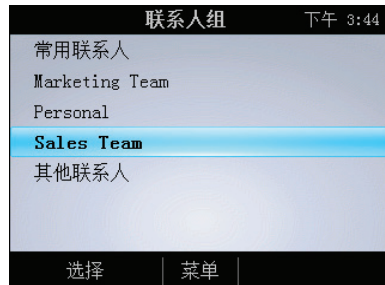 联系人组 下午 3:44
常用联系人
Marketing Team
Personal
Sales Team
其他联系人
选择 菜单